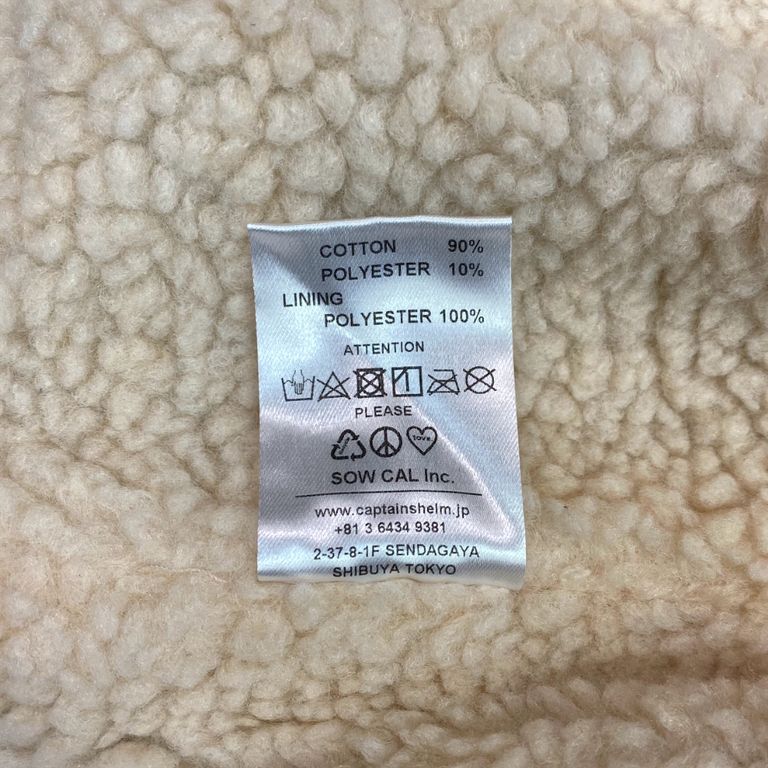 COTTON 90%
POLYESTER 10%
LINING
POLYESTER 100%
ATTENTION
PLEASE
love
SOW CAL Inc.
www.captainshelm.jp
+81 3 6434 9381
2-37-8-1F SENDAGAYA
SHIBUYA TOKYO